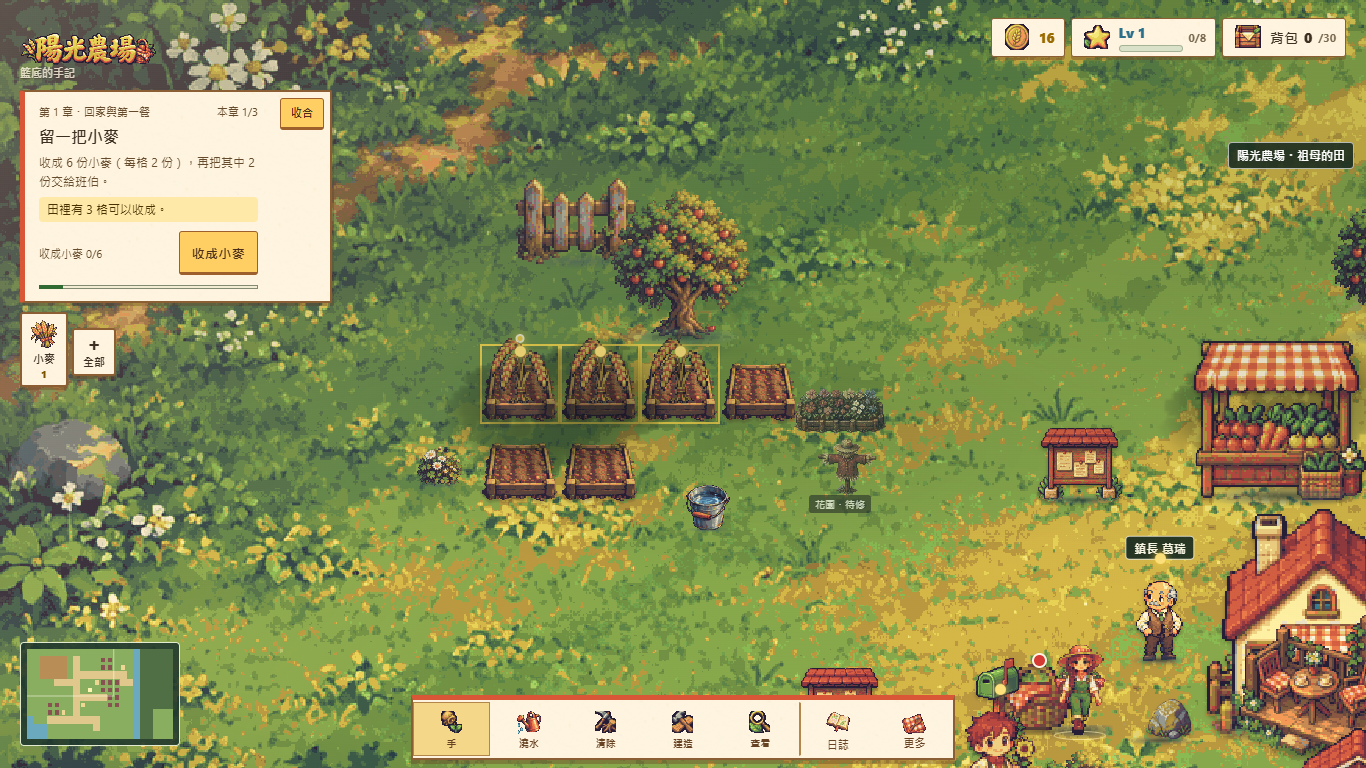 陽光農場
籃底的手記
第 1 章 · 回家與第一餐
本章 1/3
收合
留一把小麥
收成 6 份小麥（每格 2 份），再把其中 2
份交給班伯。
田裡有 3 格可以收成。
收成小麥 0/6
收成小麥
小麥
1
+
全部
16
Lv 1
0/8
背包 0 /30
陽光農場 · 祖母的田
花圃 · 待修
鎮長 葛瑞
手
澆水
清除
建造
查看
日誌
更多